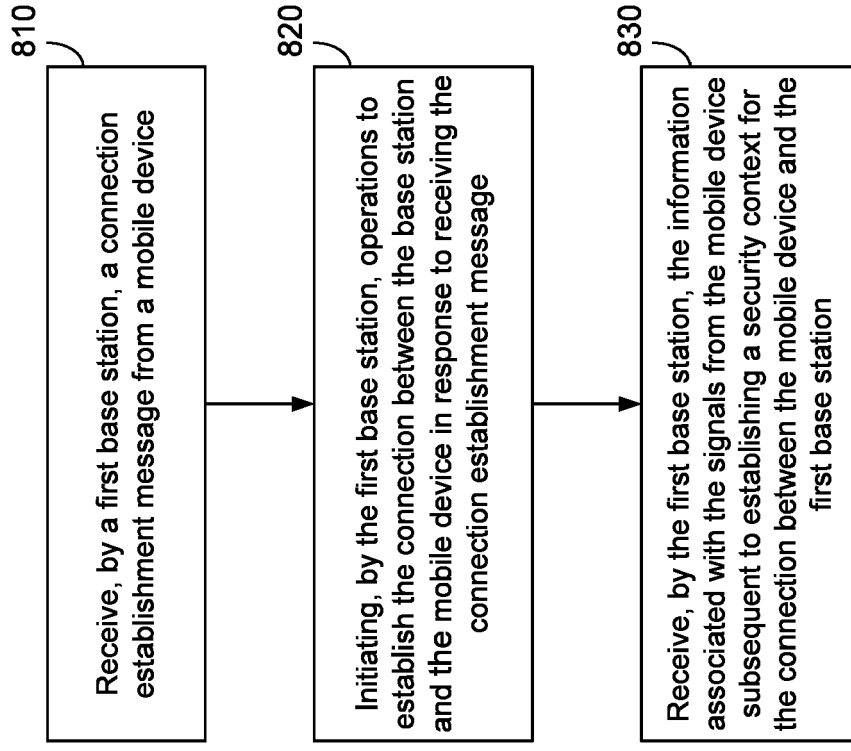 810
Receive, by a first base station, a connection
establishment message from a mobile device
820
Initiating, by the first base station, operations to
establish the connection between the base station
and the mobile device in response to receiving the
connection establishment message
830
Receive, by the first base station, the information
associated with the signals from the mobile device
subsequent to establishing a security context for
the connection between the mobile device and the
first base station